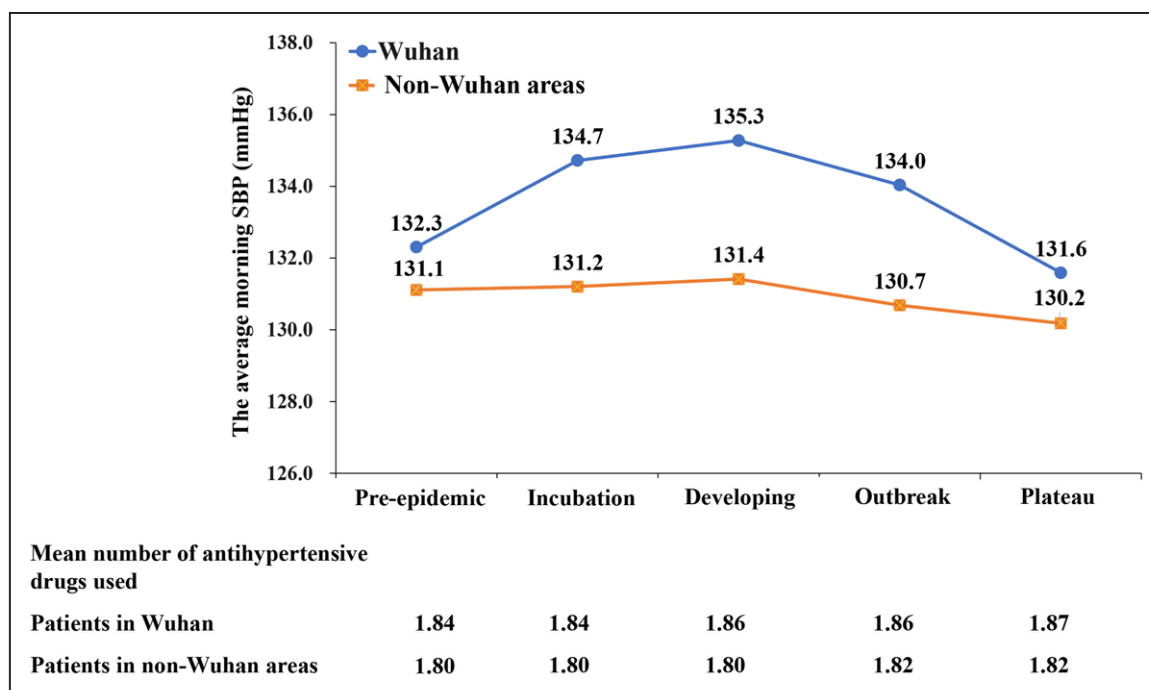 138.0
136.0
134.0
132.0
130.0
128.0
126.0
The average morning SBP (mmHg)
Wuhan
Non-Wuhan areas
132.3
134.7
135.3
134.0
131.6
131.1
131.2
131.4
130.7
130.2
Pre-epidemic Incubation Developing Outbreak Plateau
Mean number of antihypertensive
drugs used
Patients in Wuhan 1.84 1.84 1.86 1.86 1.87
Patients in non-Wuhan areas 1.80 1.80 1.80 1.82 1.82